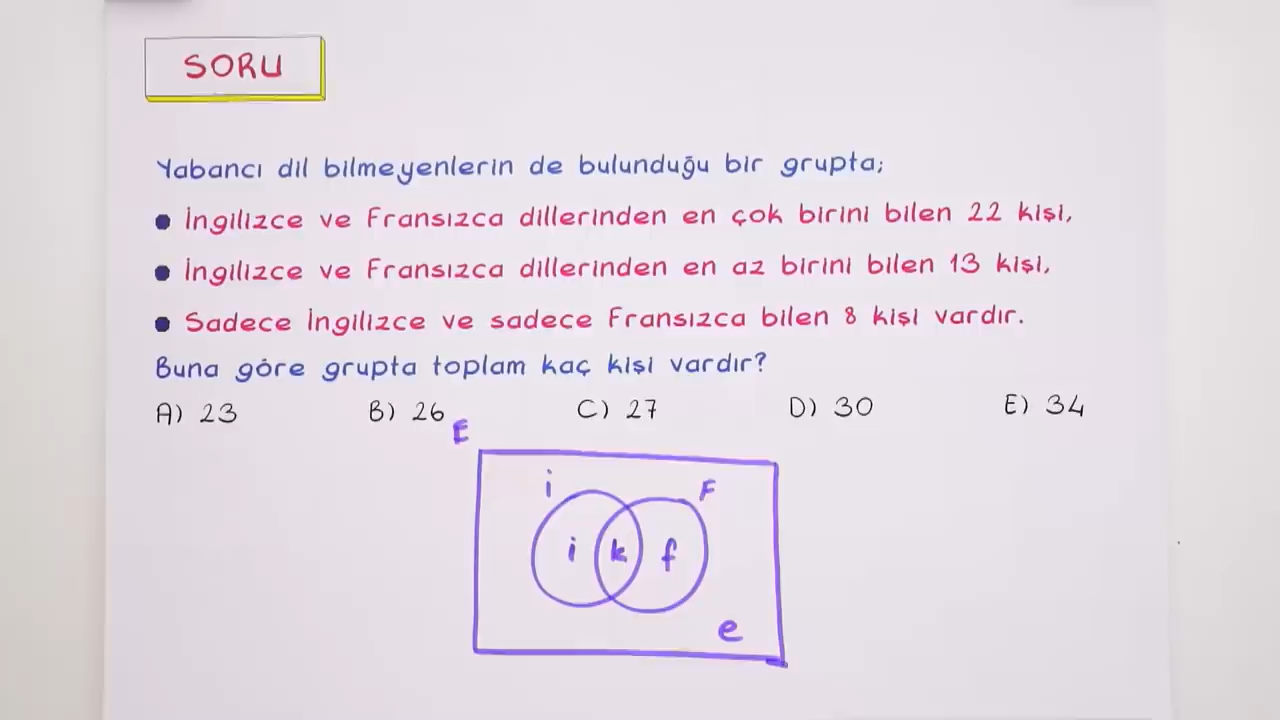 SORU
Yabancı dil bilmeyenlerin de bulunduğu bir grupta;
● İngilizce ve Fransızca dillerinden en çok birini bilen 22 kişi,
● İngilizce ve Fransızca dillerinden en az birini bilen 13 kişi,
● Sadece İngilizce ve sadece Fransızca bilen 8 kişi vardır.
Buna göre grupta toplam kaç kişi vardır?
A) 23 B) 26 C) 27 D) 30 E) 34
E
i F
i k f
e